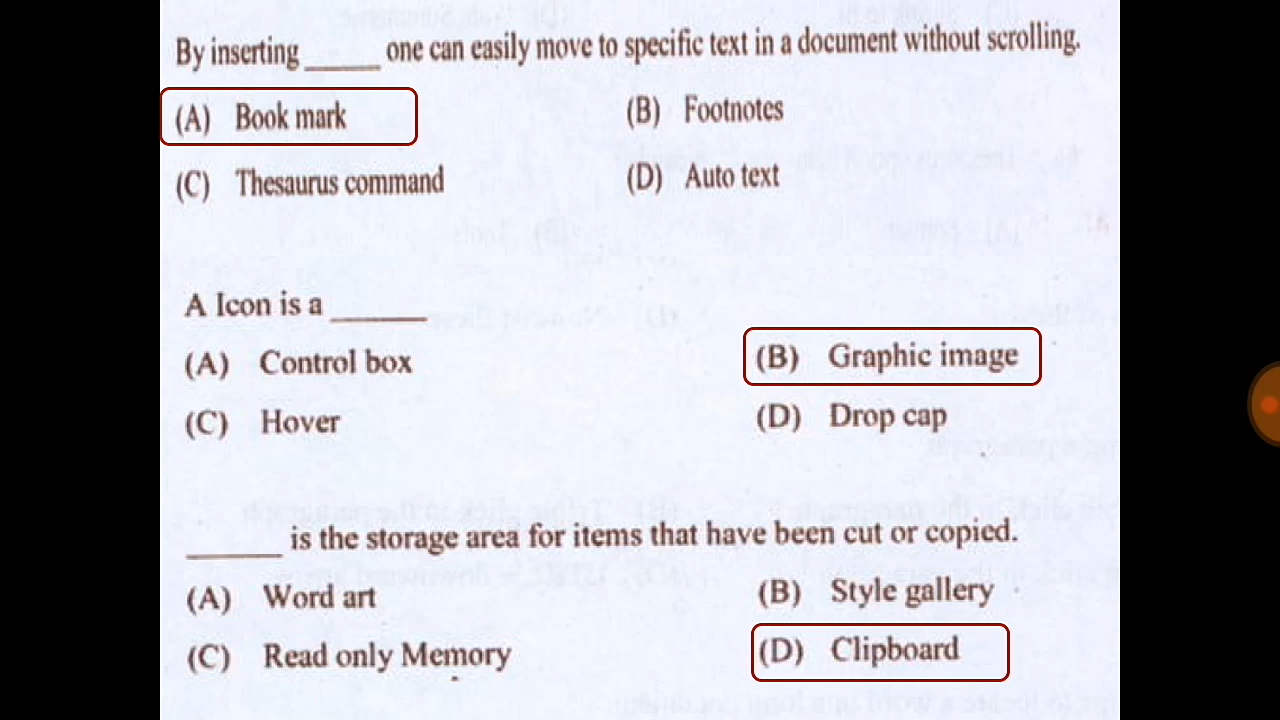 By inserting _____ one can easily move to specific text in a document without scrolling.
(A) Book mark (B) Footnotes
(C) Thesaurus command (D) Auto text
A Icon is a ______
(A) Control box (B) Graphic image
(C) Hover (D) Drop cap
______ is the storage area for items that have been cut or copied.
(A) Word art (B) Style gallery
(C) Read only Memory (D) Clipboard